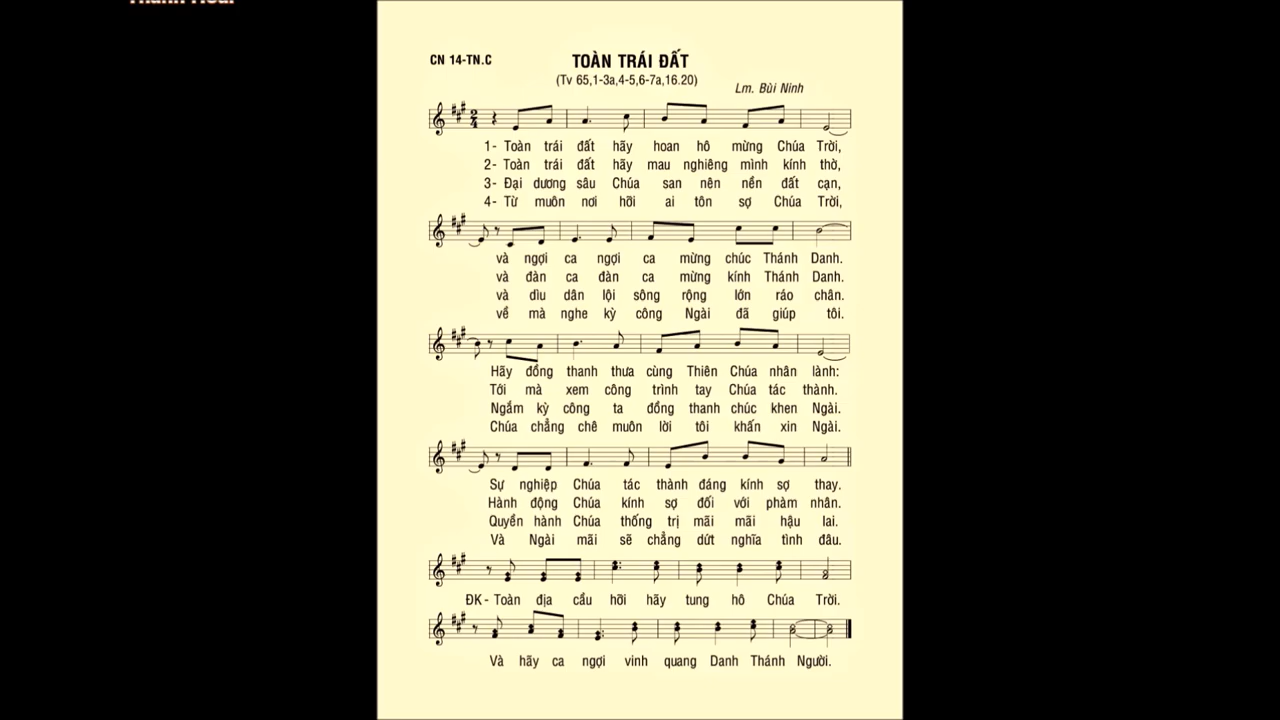 CN 14-TN.C
TOÀN TRÁI ĐẤT
(Tv 65,1-3a,4-5,6-7a,16.20)
Lm. Bùi Ninh
2
4
1- Toàn trái đất hãy hoan hô mừng Chúa Trời,
2- Toàn trái đất hãy mau nghiêng mình kính thờ,
3- Đại dương sâu Chúa san nên nền đất cạn,
4- Từ muôn nơi hỡi ai tôn sợ Chúa Trời,
và ngợi ca ngợi ca mừng chúc Thánh Danh.
và đàn ca đàn ca mừng kính Thánh Danh.
và dìu dân lội sông rộng lớn ráo chân.
về mà nghe kỳ công Ngài đã giúp tôi.
Hãy đồng thanh thưa cùng Thiên Chúa nhân lành:
Tới mà xem công trình tay Chúa tác thành.
Ngắm kỳ công ta đồng thanh chúc khen Ngài.
Chúa chẳng chê muôn lời tôi khấn xin Ngài.
Sự nghiệp Chúa tác thành đáng kính sợ thay.
Hành động Chúa kính sợ đối với phàm nhân.
Quyền hành Chúa thống trị mãi mãi hậu lai.
Và Ngài mãi sẽ chẳng dứt nghĩa tình đâu.
ĐK- Toàn địa cầu hỡi hãy tung hô Chúa Trời.
Và hãy ca ngợi vinh quang Danh Thánh Người.